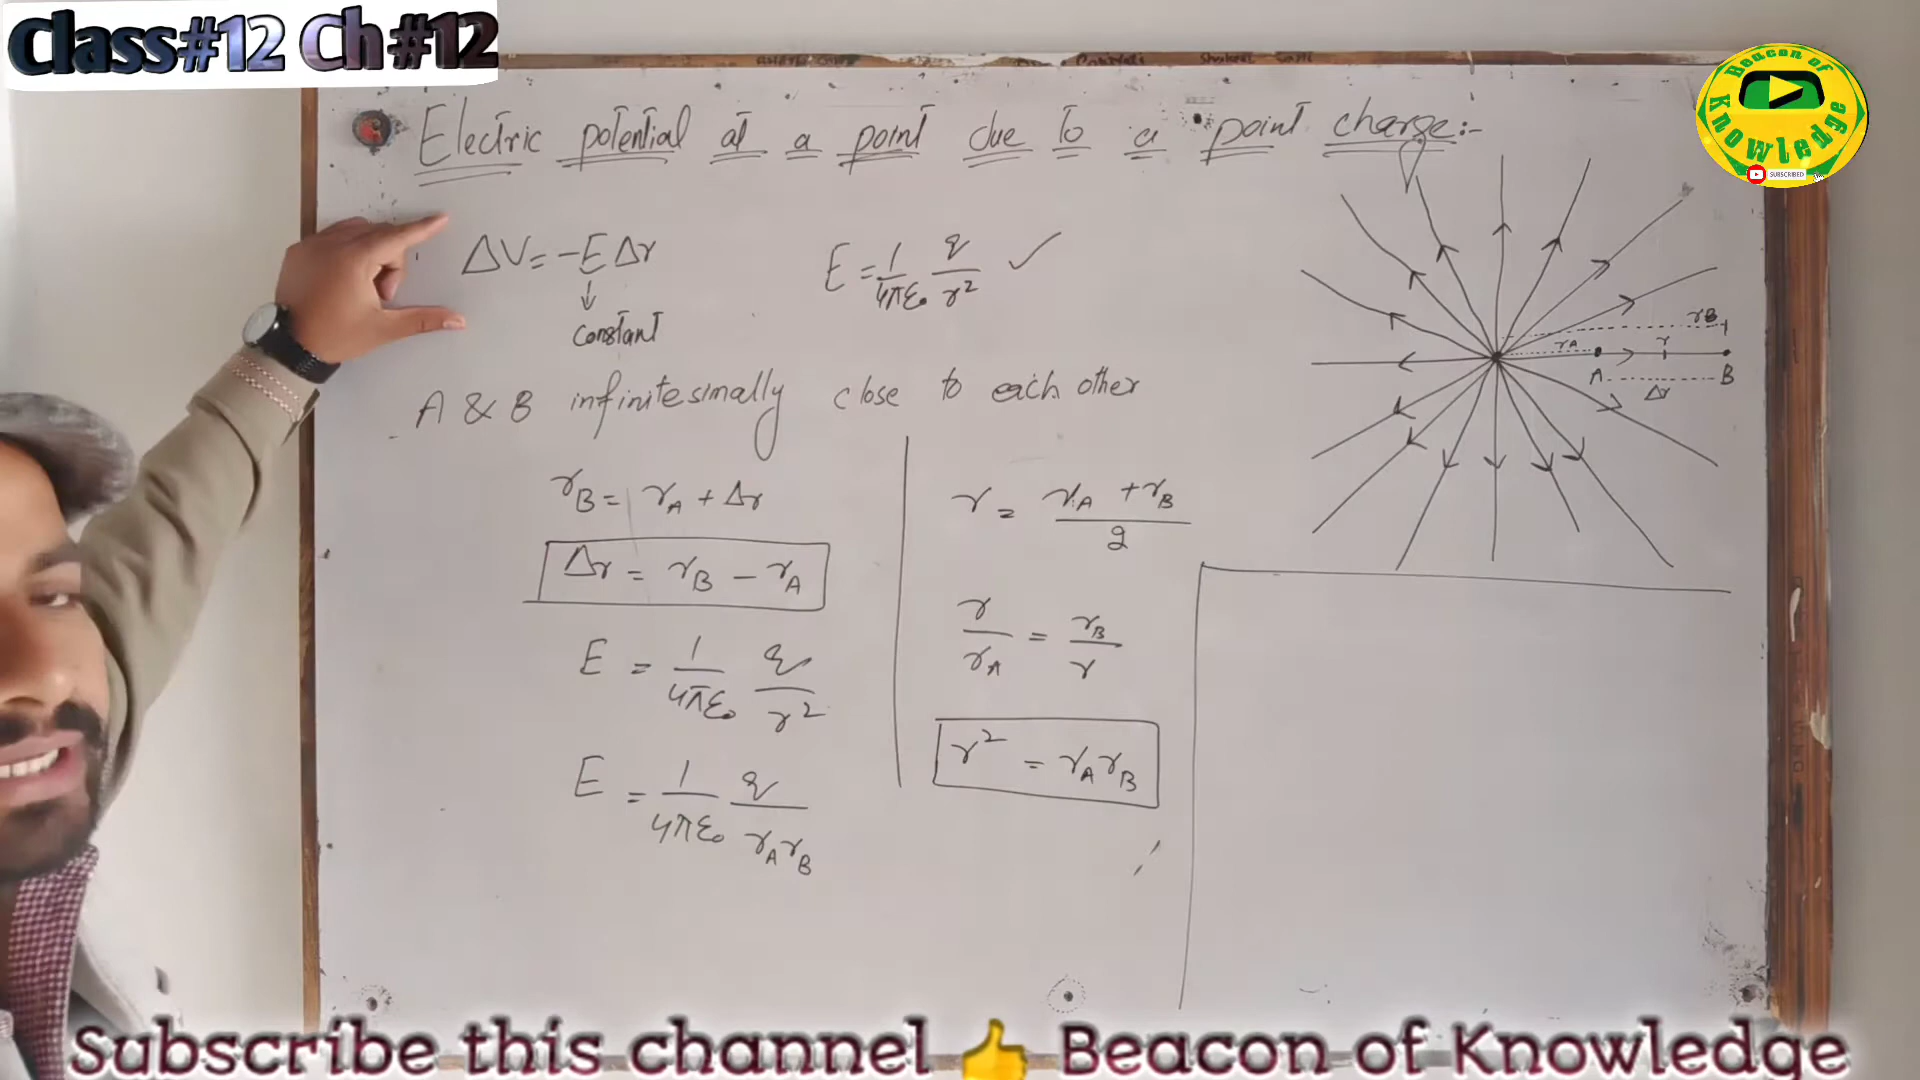 Class#12 Ch#12
Beacon of Knowledge
SUBSCRIBED
Electric potential at a point due to a point charge:-
ΔV = -E Δr
↓
constant
E = 1/4πε₀ q/r² ✓
A & B infinitesimally close to each other
r_B = r_A + Δr
Δr = r_B - r_A
E = 1/4πε₀ q/r²
E = 1/4πε₀ q/r_A r_B
r = r_A + r_B / 2
r/r_A = r_B/r
r² = r_A r_B
r_B
r_A r
A B
Δr
Subscribe this channel 👍 Beacon of Knowledge